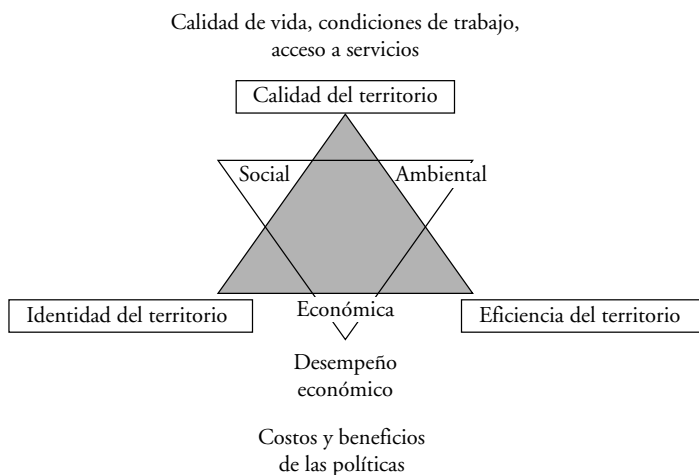 Calidad de vida, condiciones de trabajo,
acceso a servicios
Calidad del territorio
Social
Ambiental
Identidad del territorio
Económica
Eficiencia del territorio
Desempeño
económico
Costos y beneficios
de las políticas